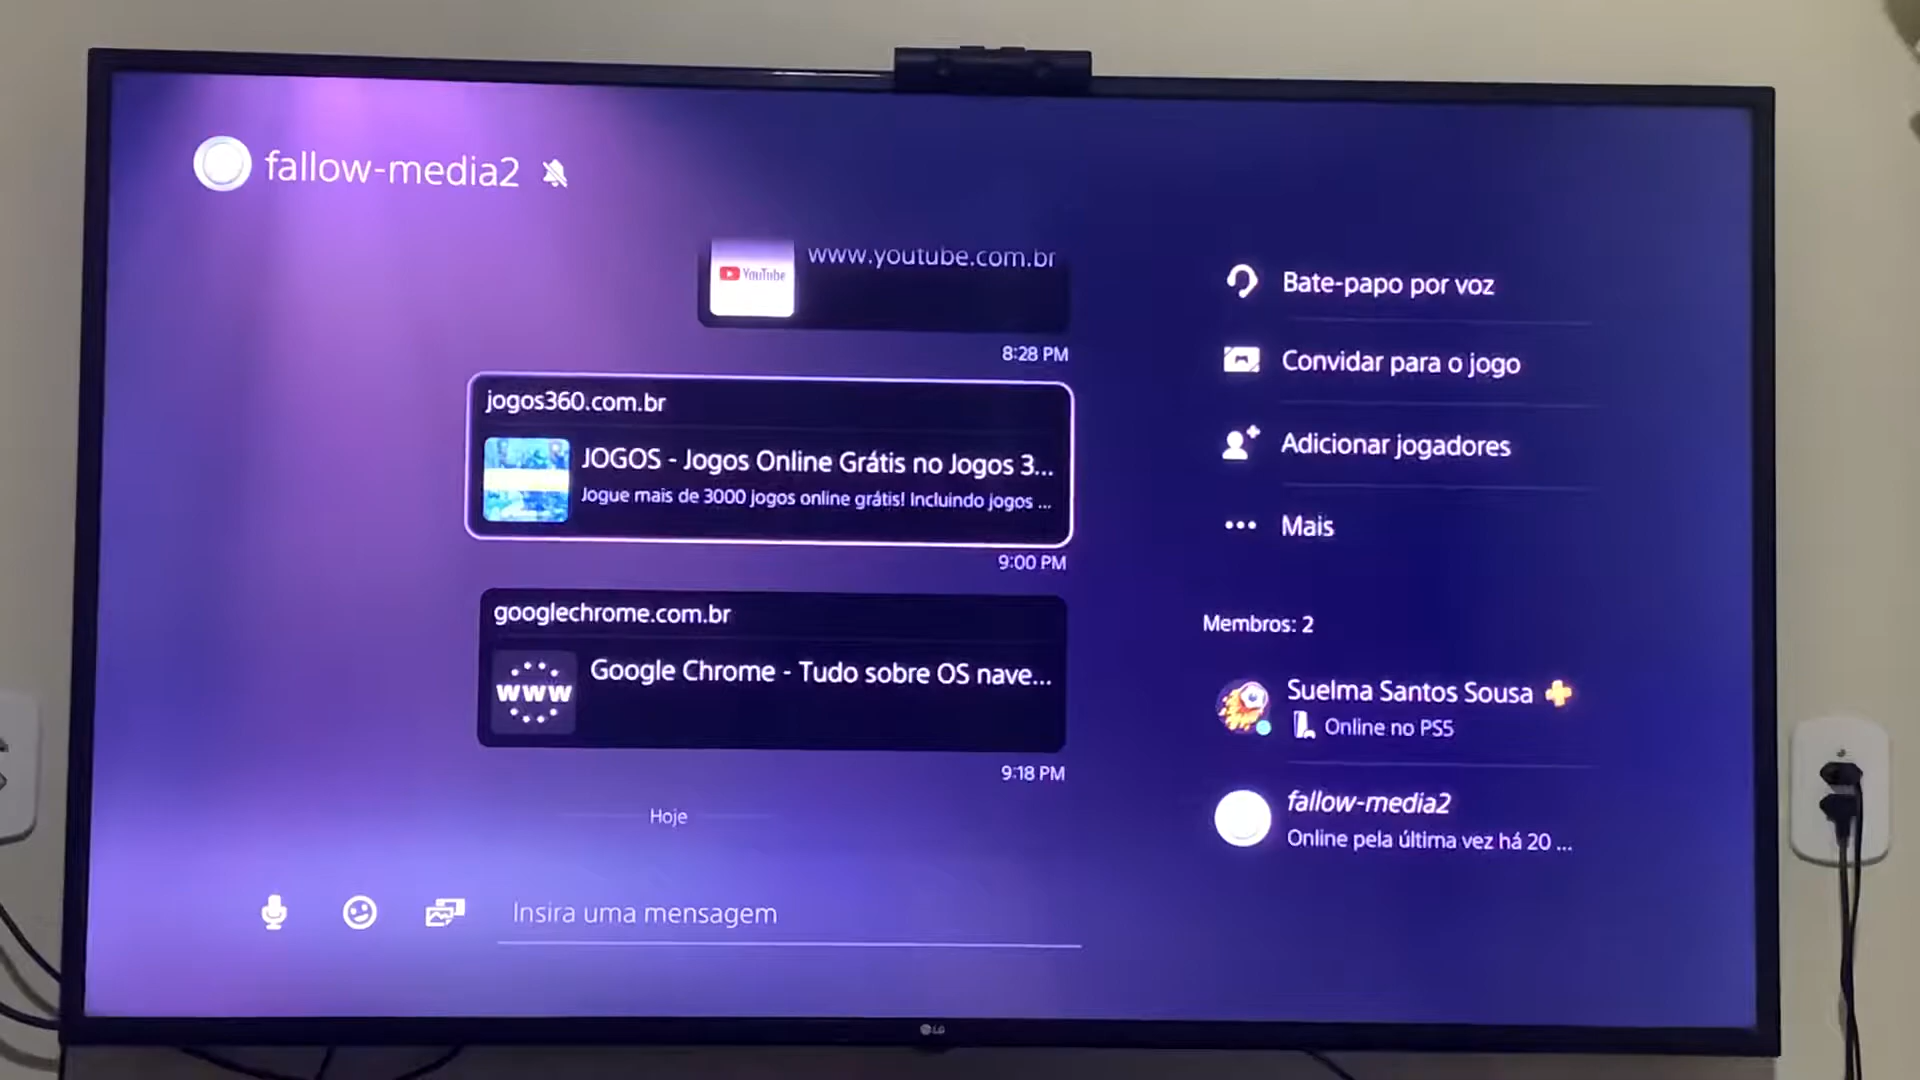 fallow-media2
www.youtube.com.br
YouTube
8:28 PM
jogos360.com.br
JOGOS - Jogos Online Grátis no Jogos 3...
Jogue mais de 3000 jogos online grátis! Incluindo jogos ...
9:00 PM
googlechrome.com.br
www
Google Chrome - Tudo sobre OS nave...
9:18 PM
Hoje
Insira uma mensagem
Bate-papo por voz
Convidar para o jogo
Adicionar jogadores
Mais
Membros: 2
Suelma Santos Sousa
Online no PS5
fallow-media2
Online pela última vez há 20 ...
LG